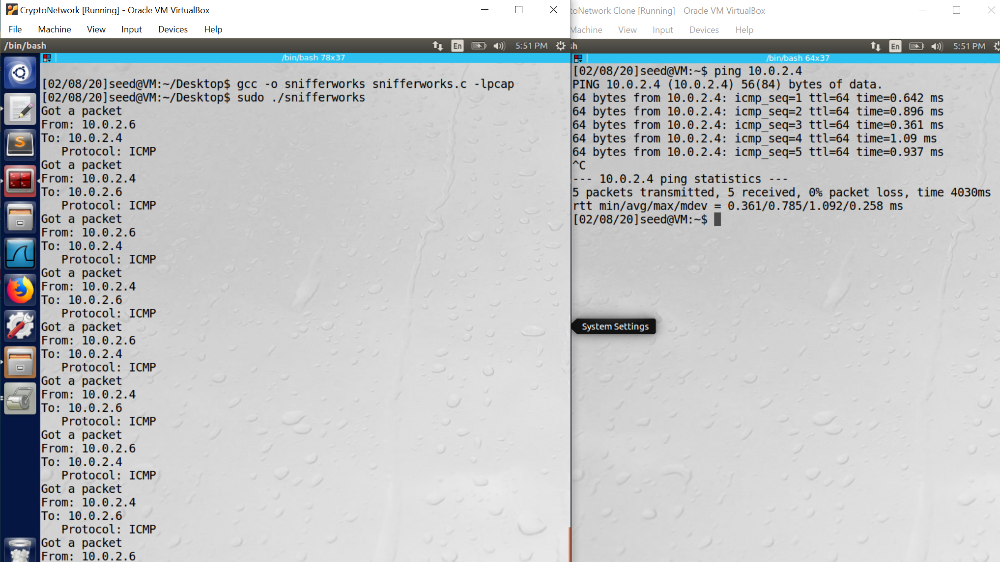 CryptoNetwork [Running] - Oracle VM VirtualBox
File Machine View Input Devices Help
/bin/bash
En 5:51 PM
/bin/bash 78x37
[02/08/20]seed@VM:~/Desktop$ gcc -o snifferworks snifferworks.c -lpcap
[02/08/20]seed@VM:~/Desktop$ sudo ./snifferworks
Got a packet
From: 10.0.2.6
To: 10.0.2.4
Protocol: ICMP
Got a packet
From: 10.0.2.4
To: 10.0.2.6
Protocol: ICMP
Got a packet
From: 10.0.2.6
To: 10.0.2.4
Protocol: ICMP
Got a packet
From: 10.0.2.4
To: 10.0.2.6
Protocol: ICMP
Got a packet
From: 10.0.2.6
To: 10.0.2.4
Protocol: ICMP
Got a packet
From: 10.0.2.4
To: 10.0.2.6
Protocol: ICMP
Got a packet
From: 10.0.2.6
To: 10.0.2.4
Protocol: ICMP
Got a packet
From: 10.0.2.4
To: 10.0.2.6
Protocol: ICMP
Got a packet
From: 10.0.2.6
toNetwork Clone [Running] - Oracle VM VirtualBox
Machine View Input Devices Help
sh En 5:51 PM
/bin/bash 64x37
[02/08/20]seed@VM:~$ ping 10.0.2.4
PING 10.0.2.4 (10.0.2.4) 56(84) bytes of data.
64 bytes from 10.0.2.4: icmp_seq=1 ttl=64 time=0.642 ms
64 bytes from 10.0.2.4: icmp_seq=2 ttl=64 time=0.896 ms
64 bytes from 10.0.2.4: icmp_seq=3 ttl=64 time=0.361 ms
64 bytes from 10.0.2.4: icmp_seq=4 ttl=64 time=1.09 ms
64 bytes from 10.0.2.4: icmp_seq=5 ttl=64 time=0.937 ms
^C
--- 10.0.2.4 ping statistics ---
5 packets transmitted, 5 received, 0% packet loss, time 4030ms
rtt min/avg/max/mdev = 0.361/0.785/1.092/0.258 ms
[02/08/20]seed@VM:~$
System Settings